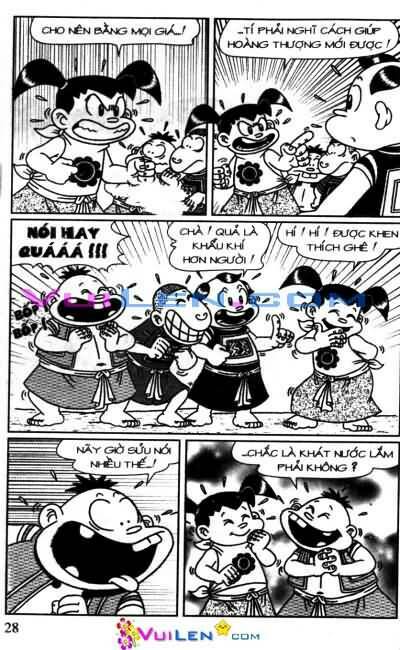 CHO NÊN BẰNG MỌI GIÁ...!
...TÍ PHẢI NGHĨ CÁCH GIÚP
HOÀNG THƯỢNG MỚI ĐƯỢC!
NÓI HAY
QUÁÁÁ!!!
BỐP!
BỐP!
CHÀ! QUẢ LÀ
KHẨU KHÍ
HƠN NGƯỜI!
HÍ! HÍ! ĐƯỢC KHEN
THÍCH GHÊ!
VUILEN.COM
NÃY GIỜ SỬU NÓI
NHIỀU THẾ...!
...CHẮC LÀ KHÁT NƯỚC LẮM
PHẢI KHÔNG?
28
VUILEN.COM